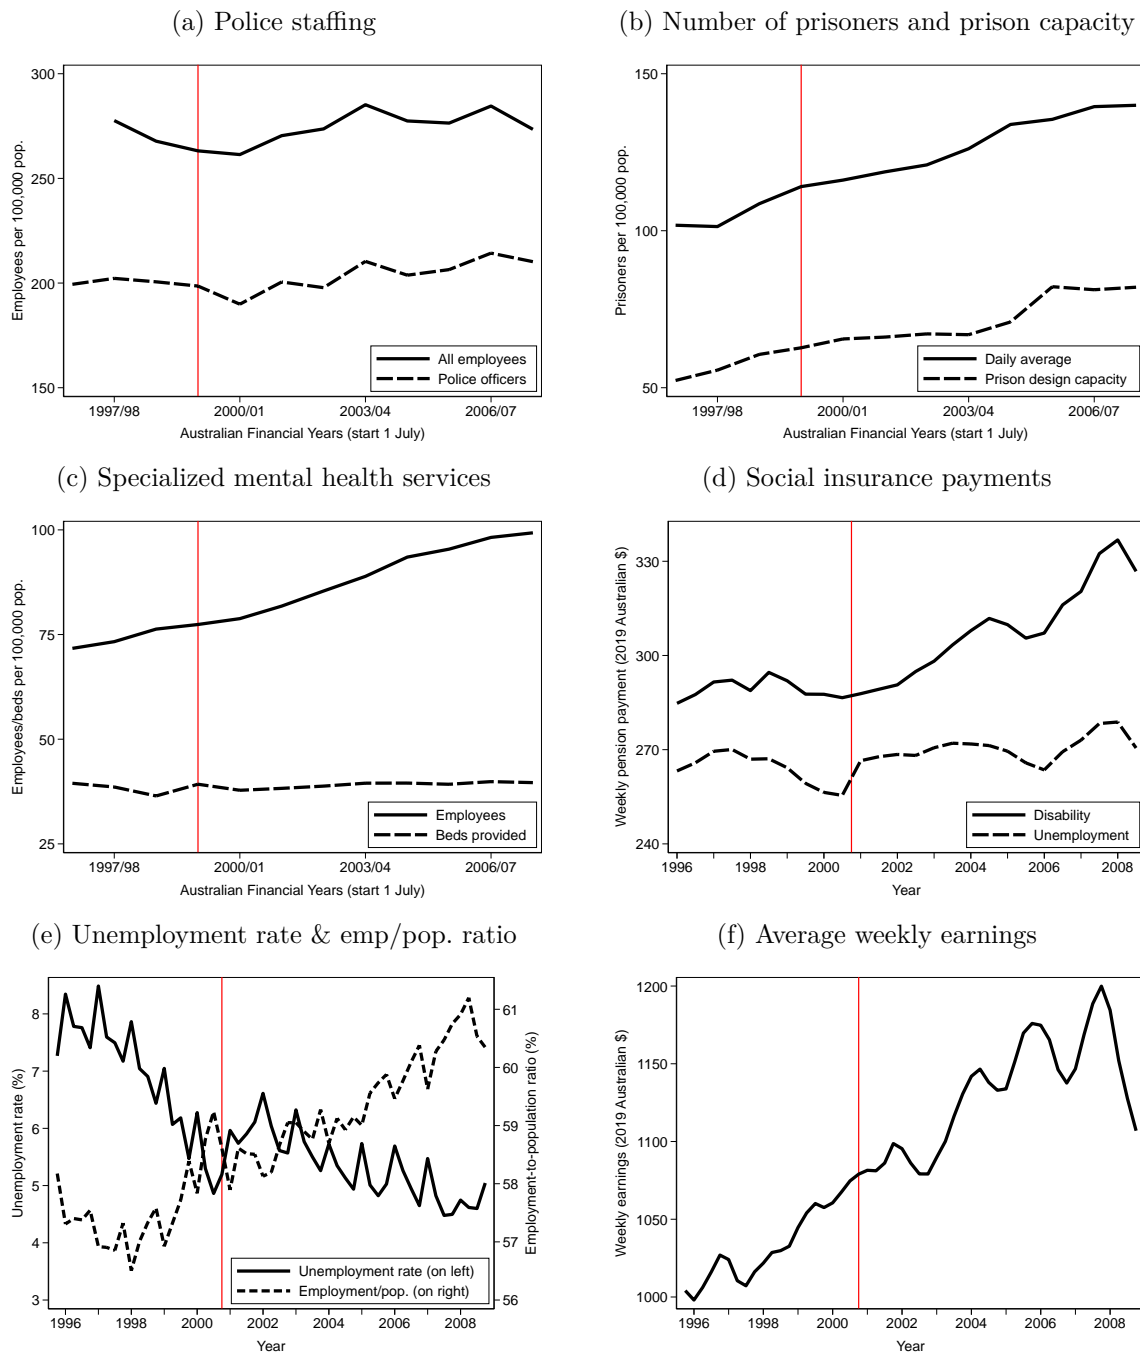 (a) Police staffing
Employees per 100,000 pop.
300
250
200
150
All employees
Police officers
1997/98 2000/01 2003/04 2006/07
Australian Financial Years (start 1 July)
(b) Number of prisoners and prison capacity
Prisoners per 100,000 pop.
150
100
50
Daily average
Prison design capacity
1997/98 2000/01 2003/04 2006/07
Australian Financial Years (start 1 July)
(c) Specialized mental health services
Employees/beds per 100,000 pop.
100
75
50
25
Employees
Beds provided
1997/98 2000/01 2003/04 2006/07
Australian Financial Years (start 1 July)
(d) Social insurance payments
Weekly pension payment (2019 Australian $)
330
300
270
240
Disability
Unemployment
1996 1998 2000 2002 2004 2006 2008
Year
(e) Unemployment rate & emp/pop. ratio
Unemployment rate (%)
8
7
6
5
4
3
Employment-to-population ratio (%)
61
60
59
58
57
56
Unemployment rate (on left)
Employment/pop. (on right)
1996 1998 2000 2002 2004 2006 2008
Year
(f) Average weekly earnings
Weekly earnings (2019 Australian $)
1200
1150
1100
1050
1000
1996 1998 2000 2002 2004 2006 2008
Year